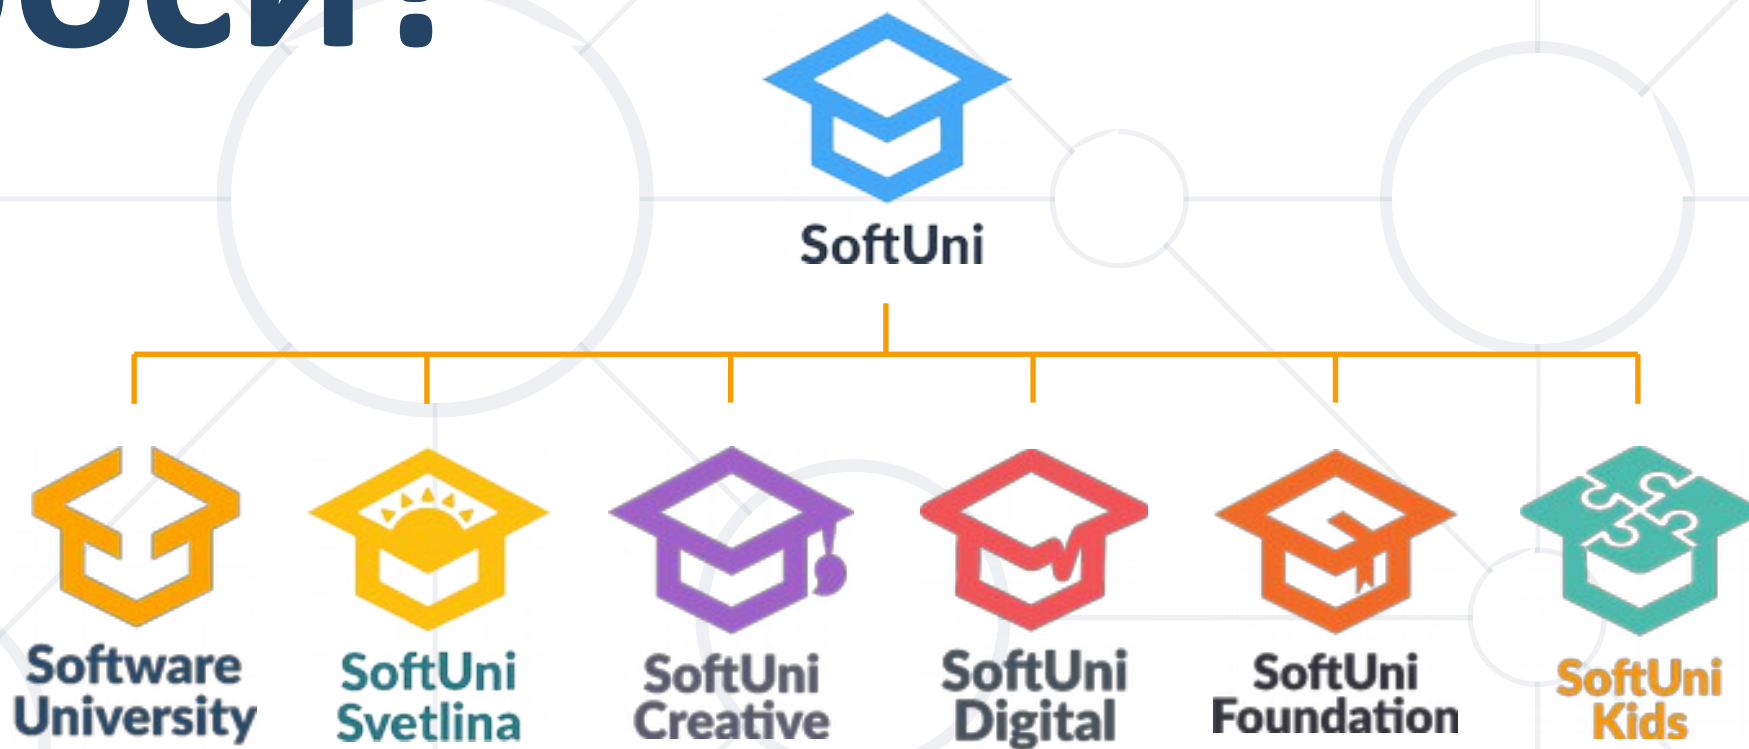 SoftUni
Software
University
SoftUni
Svetlina
SoftUni
Creative
SoftUni
Digital
SoftUni
Foundation
SoftUni
Kids